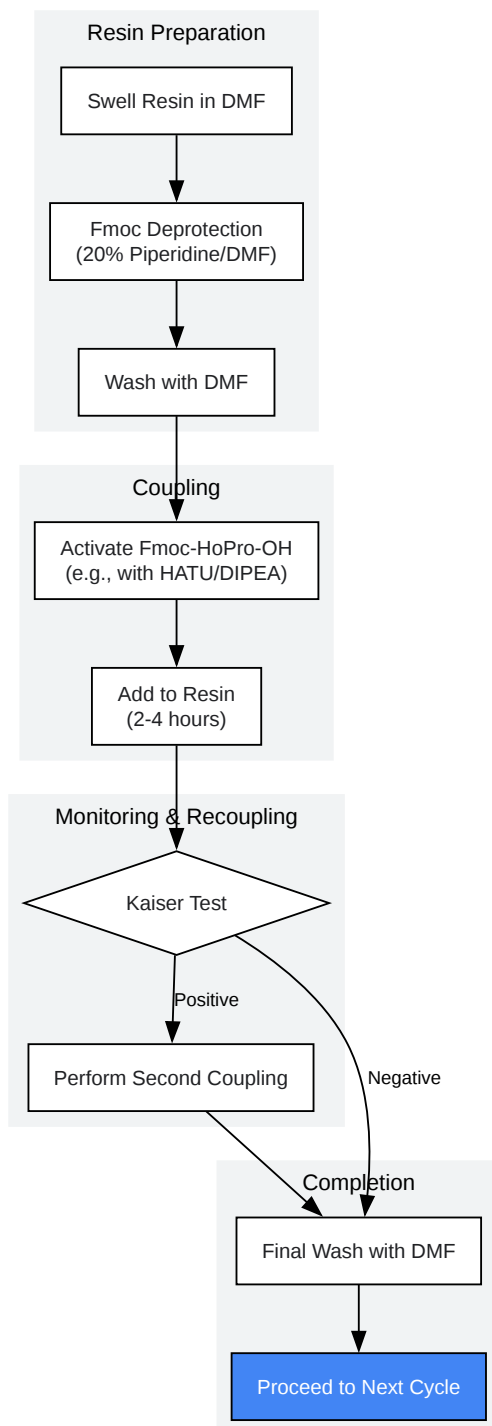 Resin Preparation
Swell Resin in DMF
Fmoc Deprotection
(20% Piperidine/DMF)
Wash with DMF
Coupling
Activate Fmoc-HoPro-OH
(e.g., with HATU/DIPEA)
Add to Resin
(2-4 hours)
Monitoring & Recoupling
Kaiser Test
Positive
Perform Second Coupling
Negative
Completion
Final Wash with DMF
Proceed to Next Cycle